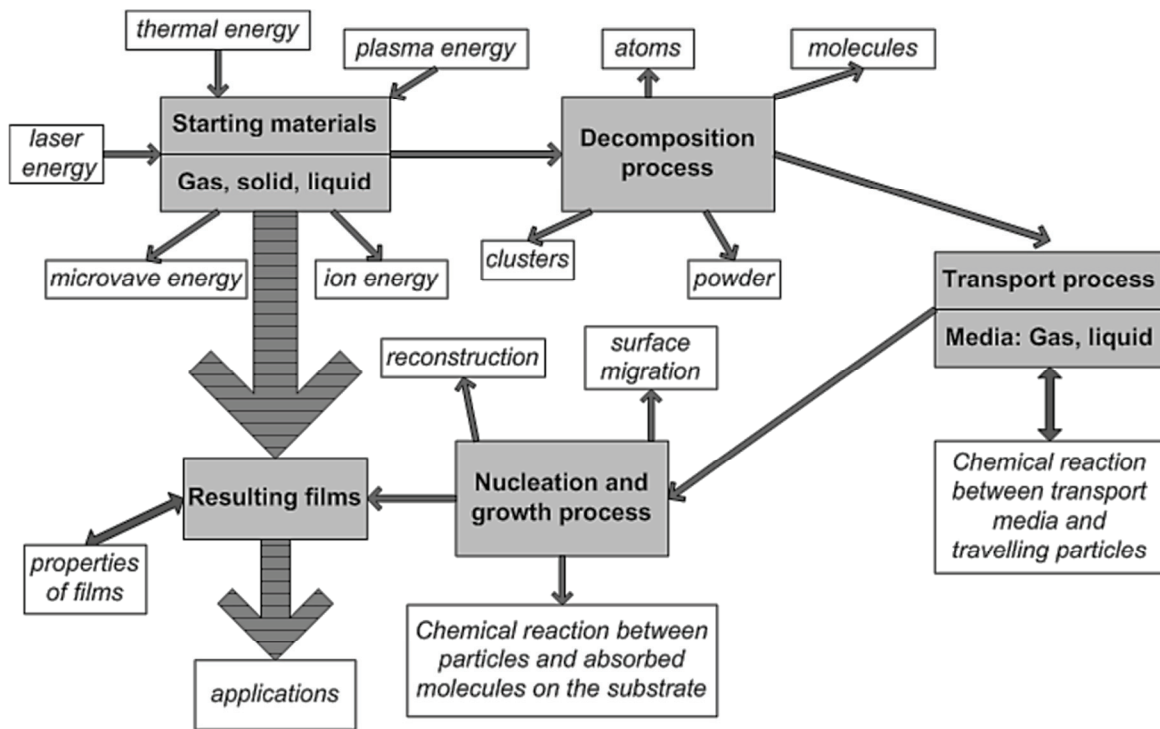 thermal energy
plasma energy
atoms
molecules
laser
energy
Starting materials
Gas, solid, liquid
Decomposition
process
microvave energy
ion energy
clusters
powder
Transport process
Media: Gas, liquid
reconstruction
surface
migration
Chemical reaction
between transport
media and
travelling particles
Resulting films
Nucleation and
growth process
properties
of films
Chemical reaction between
particles and absorbed
molecules on the substrate
applications